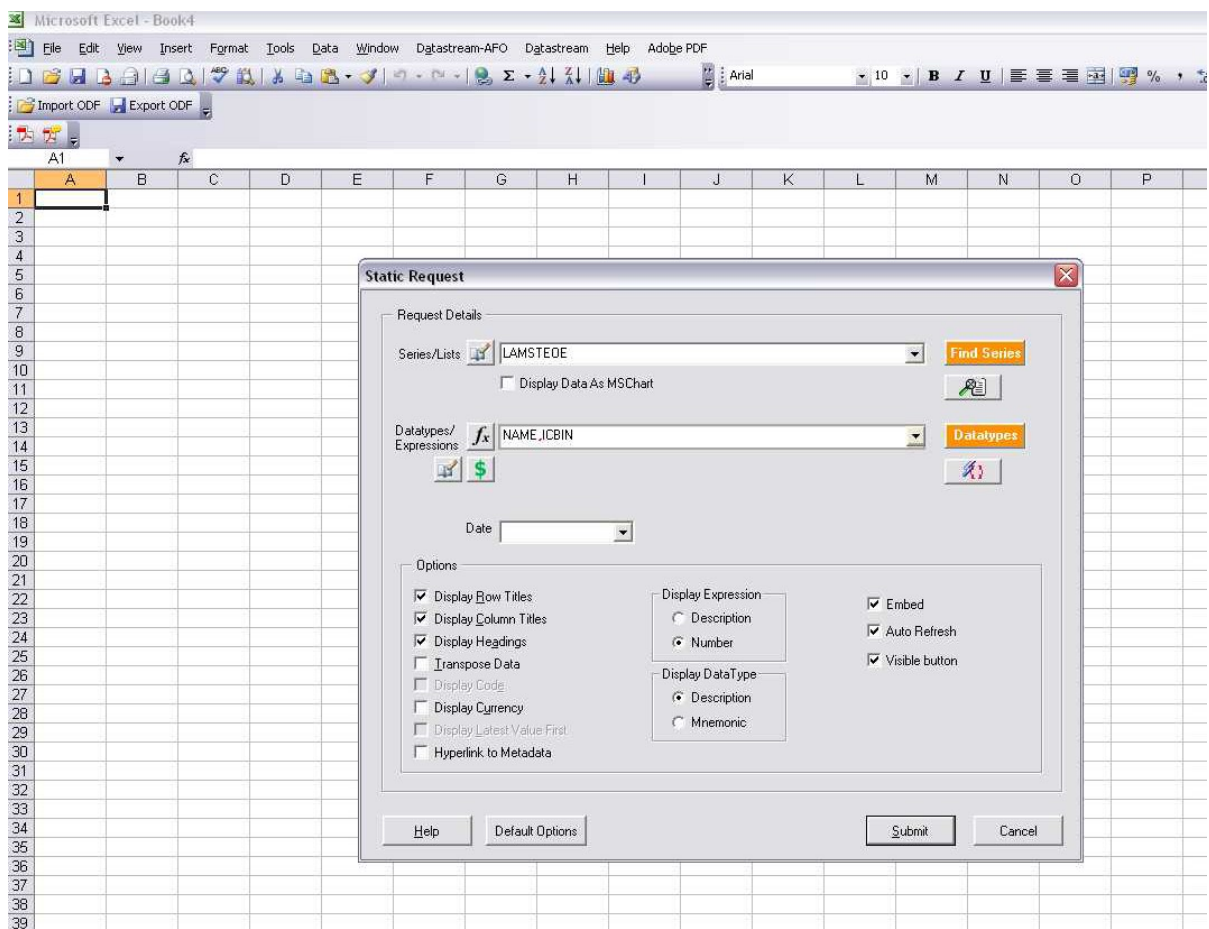 Microsoft Excel - Book4
File Edit View Insert Format Tools Data Window Datastream-AFO Datastream Help Adobe PDF
Arial 10 B I U % ,
Import ODF Export ODF
A1 fx
A B C D E F G H I J K L M N O P
1
2
3
4
5
6
7
8
9
10
11
12
13
14
15
16
17
18
19
20
21
22
23
24
25
26
27
28
29
30
31
32
33
34
35
36
37
38
39
Static Request
Request Details
Series/Lists LAMSTEOE Find Series
Display Data As MSChart
Datatypes/
Expressions fx NAME,ICBIN Datatypes
$
Date
Options
Display Row Titles
Display Column Titles
Display Headings
Transpose Data
Display Code
Display Currency
Display Latest Value First
Hyperlink to Metadata
Display Expression
Description
Number
Display DataType
Description
Mnemonic
Embed
Auto Refresh
Visible button
Help Default Options Submit Cancel